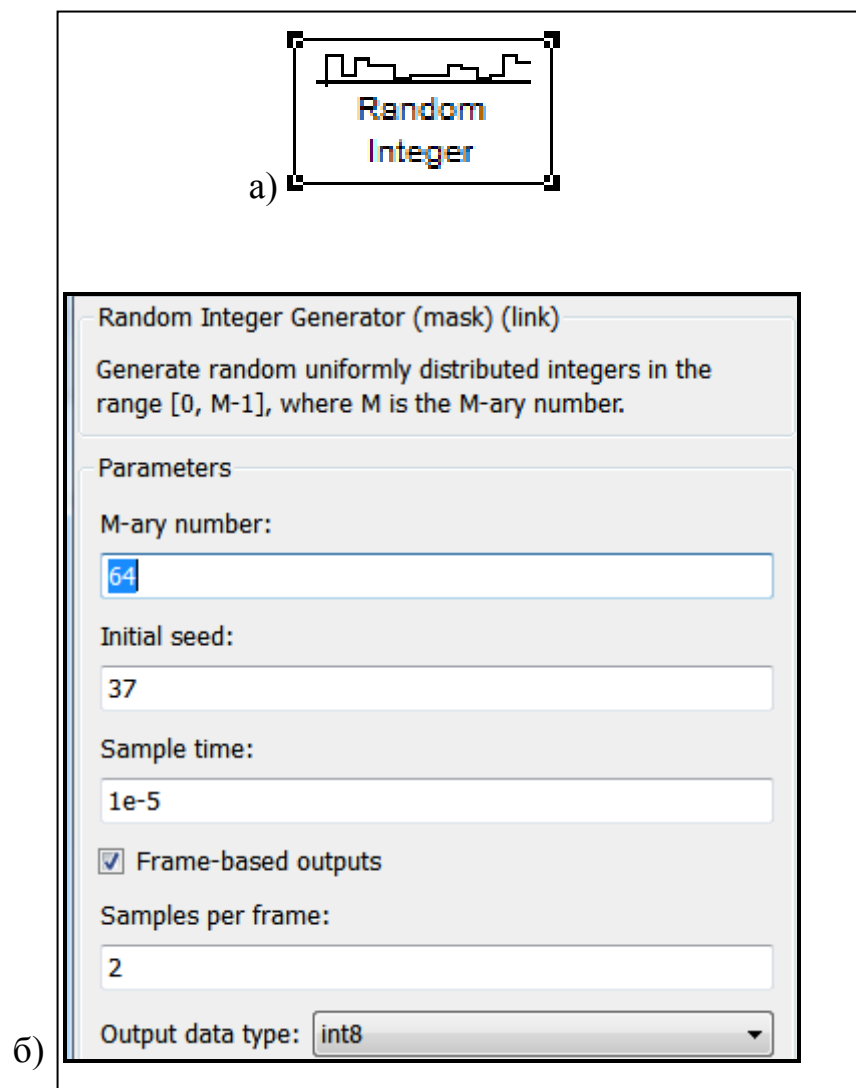 Random
Integer
а)
Random Integer Generator (mask) (link)
Generate random uniformly distributed integers in the
range [0, M-1], where M is the M-ary number.
Parameters
M-ary number:
64
Initial seed:
37
Sample time:
1e-5
Frame-based outputs
Samples per frame:
2
Output data type: int8
б)